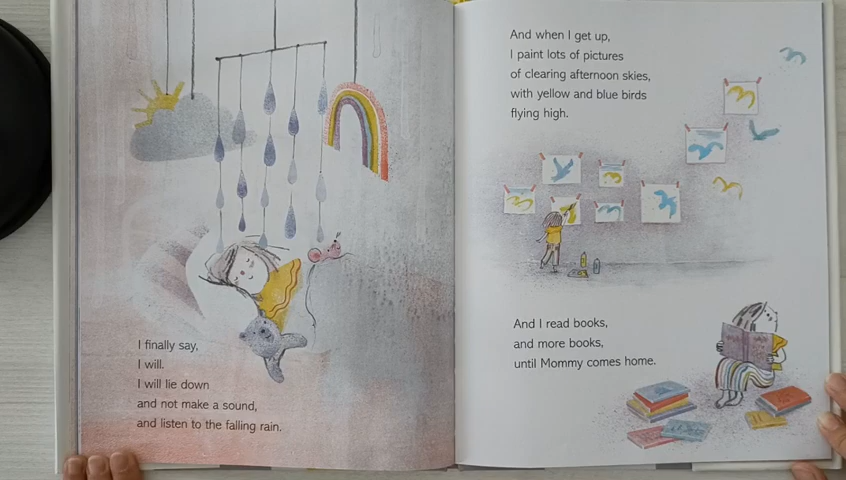 I finally say,
I will.
I will lie down
and not make a sound,
and listen to the falling rain.
And when I get up,
I paint lots of pictures
of clearing afternoon skies,
with yellow and blue birds
flying high.
And I read books,
and more books,
until Mommy comes home.